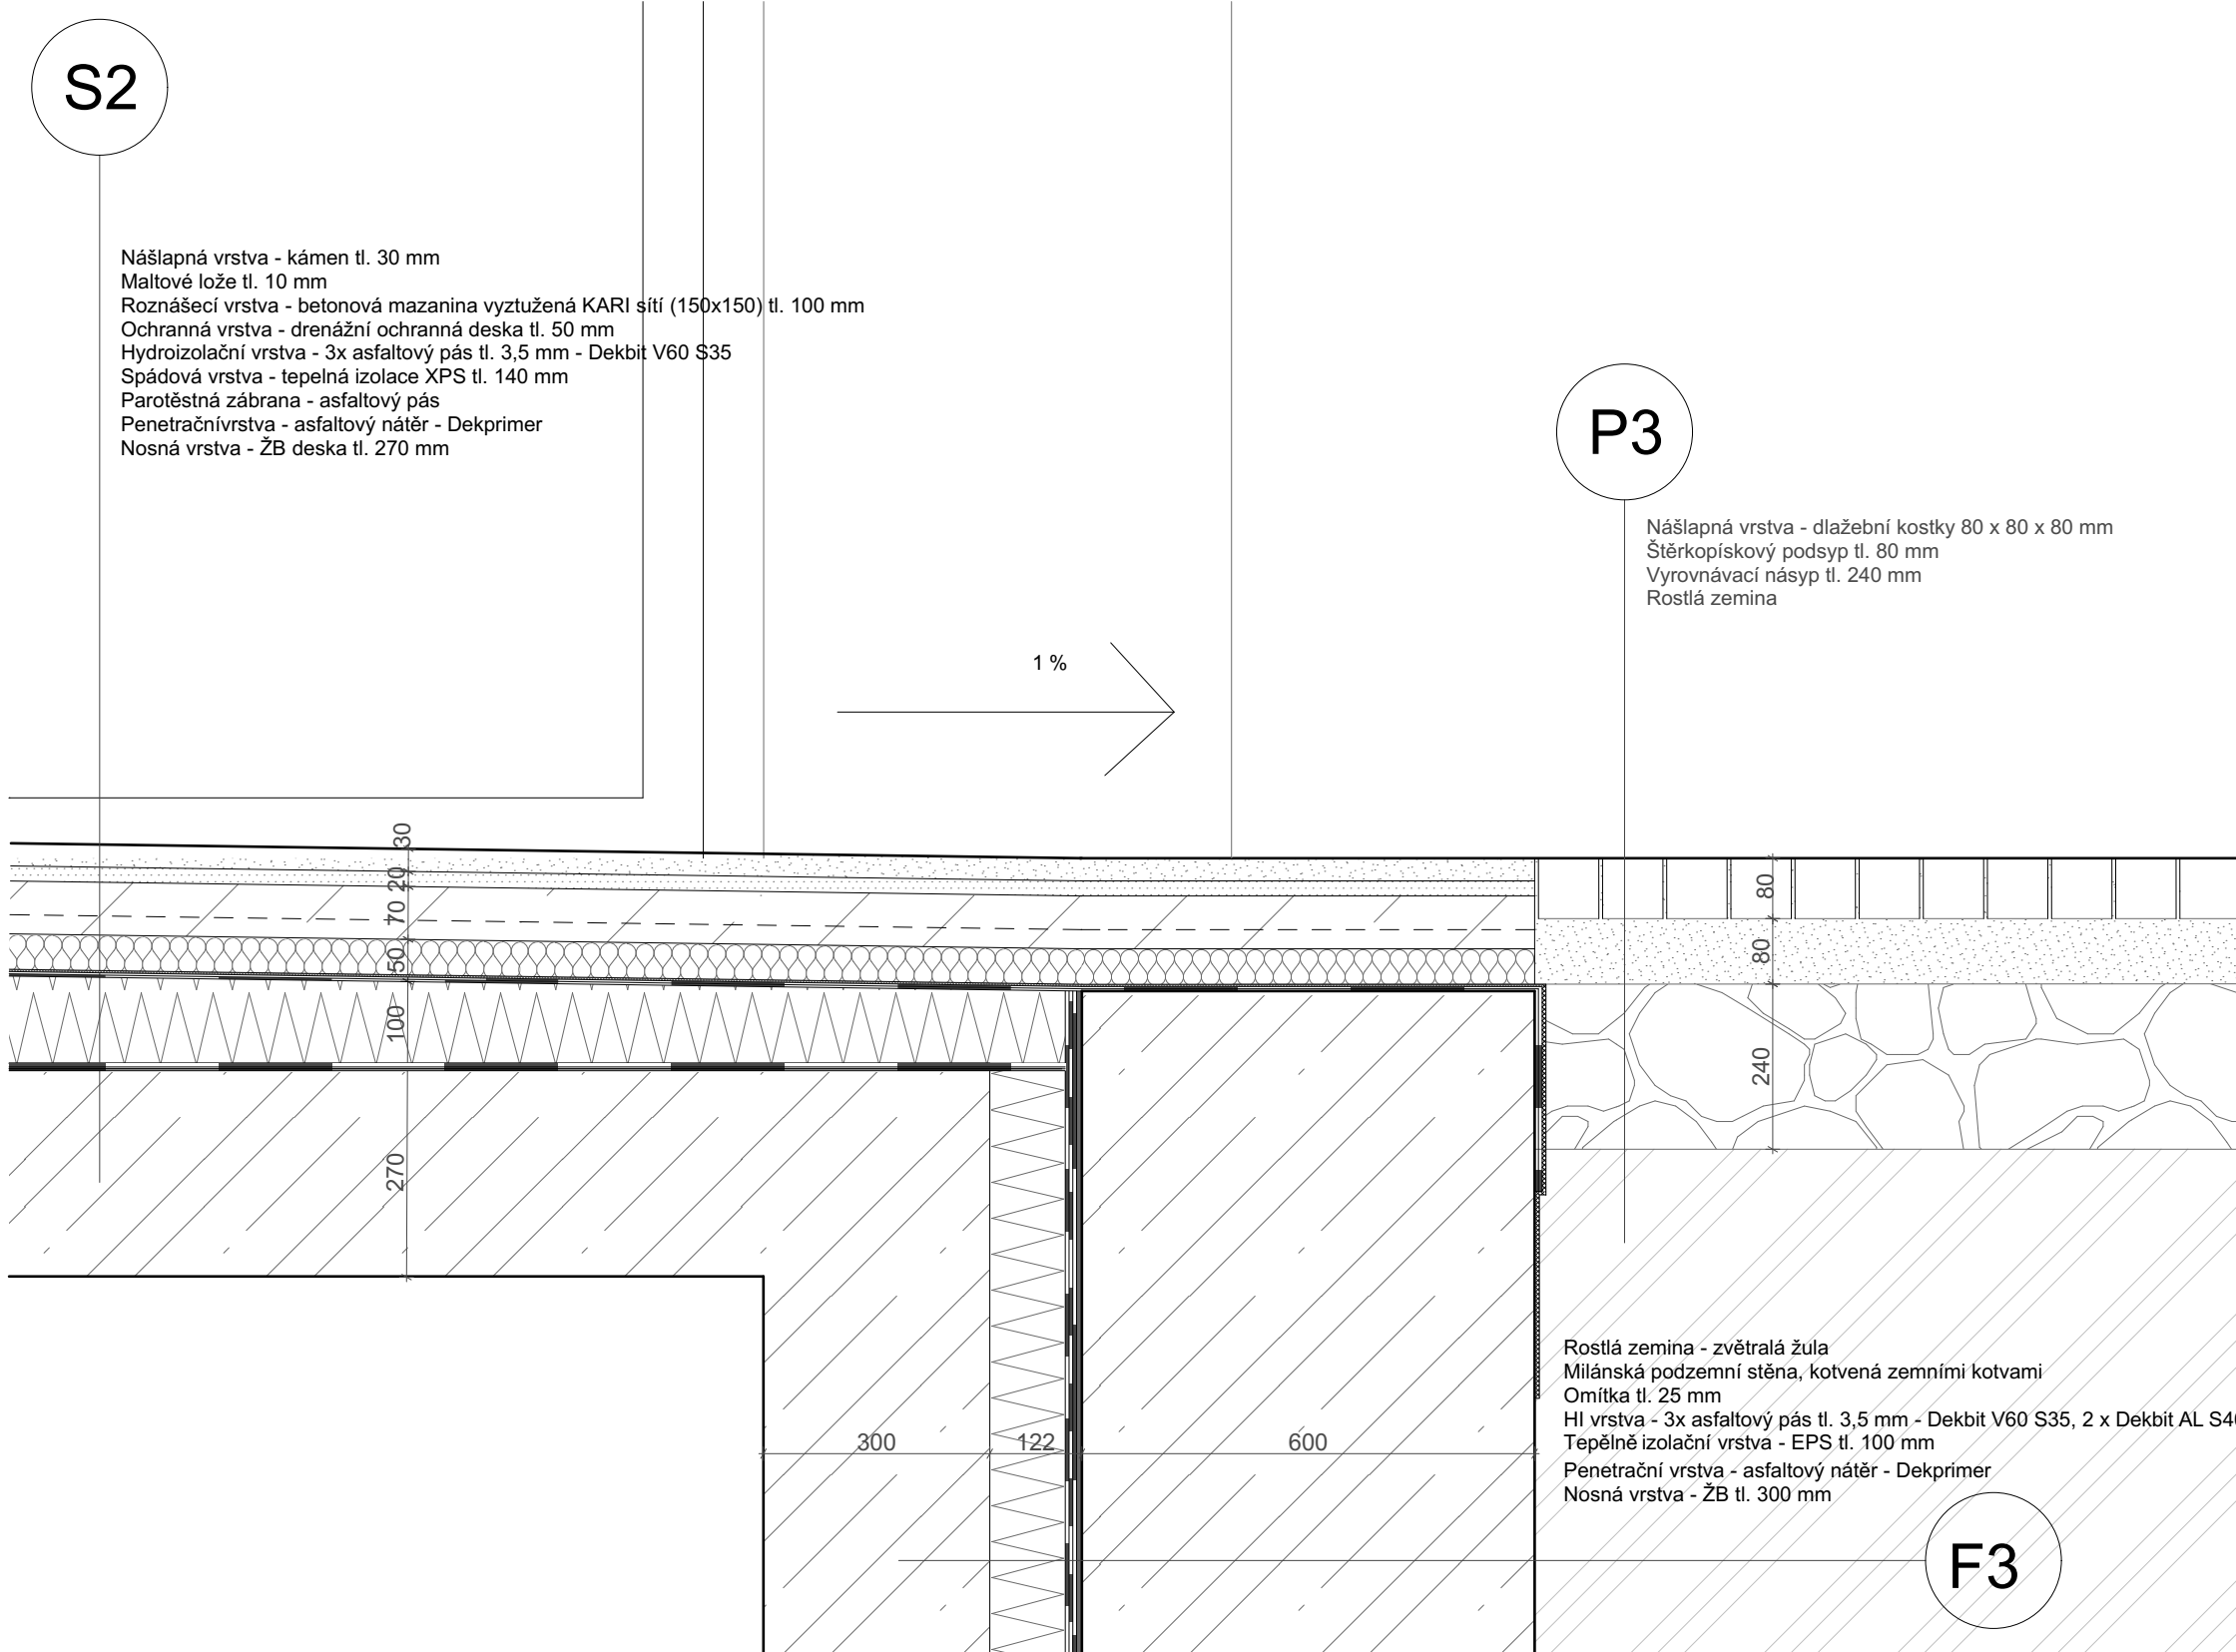 S2
Nášlapná vrstva - kámen tl. 30 mm
Maltové lože tl. 10 mm
Roznášecí vrstva - betonová mazanina vyztužená KARI sítí (150x150) tl. 100 mm
Ochranná vrstva - drenážní ochranná deska tl. 50 mm
Hydroizolační vrstva - 3x asfaltový pás tl. 3,5 mm - Dekbit V60 S35
Spádová vrstva - tepelná izolace XPS tl. 140 mm
Parotěstná zábrana - asfaltový pás
Penetračnívrstva - asfaltový nátěr - Dekprimer
Nosná vrstva - ŽB deska tl. 270 mm
P3
Nášlapná vrstva - dlažební kostky 80 x 80 x 80 mm
Štěrkopískový podsyp tl. 80 mm
Vyrovnávací násyp tl. 240 mm
Rostlá zemina
1 %
30
20
70
50
100
270
80
80
240
300
122
600
Rostlá zemina - zvětralá žula
Milánská podzemní stěna, kotvená zemními kotvami
Omítka tl. 25 mm
HI vrstva - 3x asfaltový pás tl. 3,5 mm - Dekbit V60 S35, 2 x Dekbit AL
Tepělně izolační vrstva - EPS tl. 100 mm
Penetrační vrstva - asfaltový nátěr - Dekprimer
Nosná vrstva - ŽB tl. 300 mm
F3